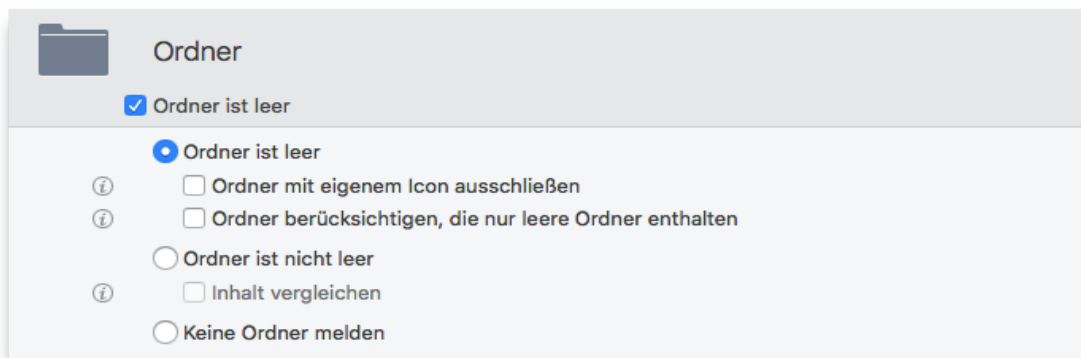 Ordner
Ordner ist leer
Ordner ist leer
Ordner mit eigenem Icon ausschließen
Ordner berücksichtigen, die nur leere Ordner enthalten
Ordner ist nicht leer
Inhalt vergleichen
Keine Ordner melden